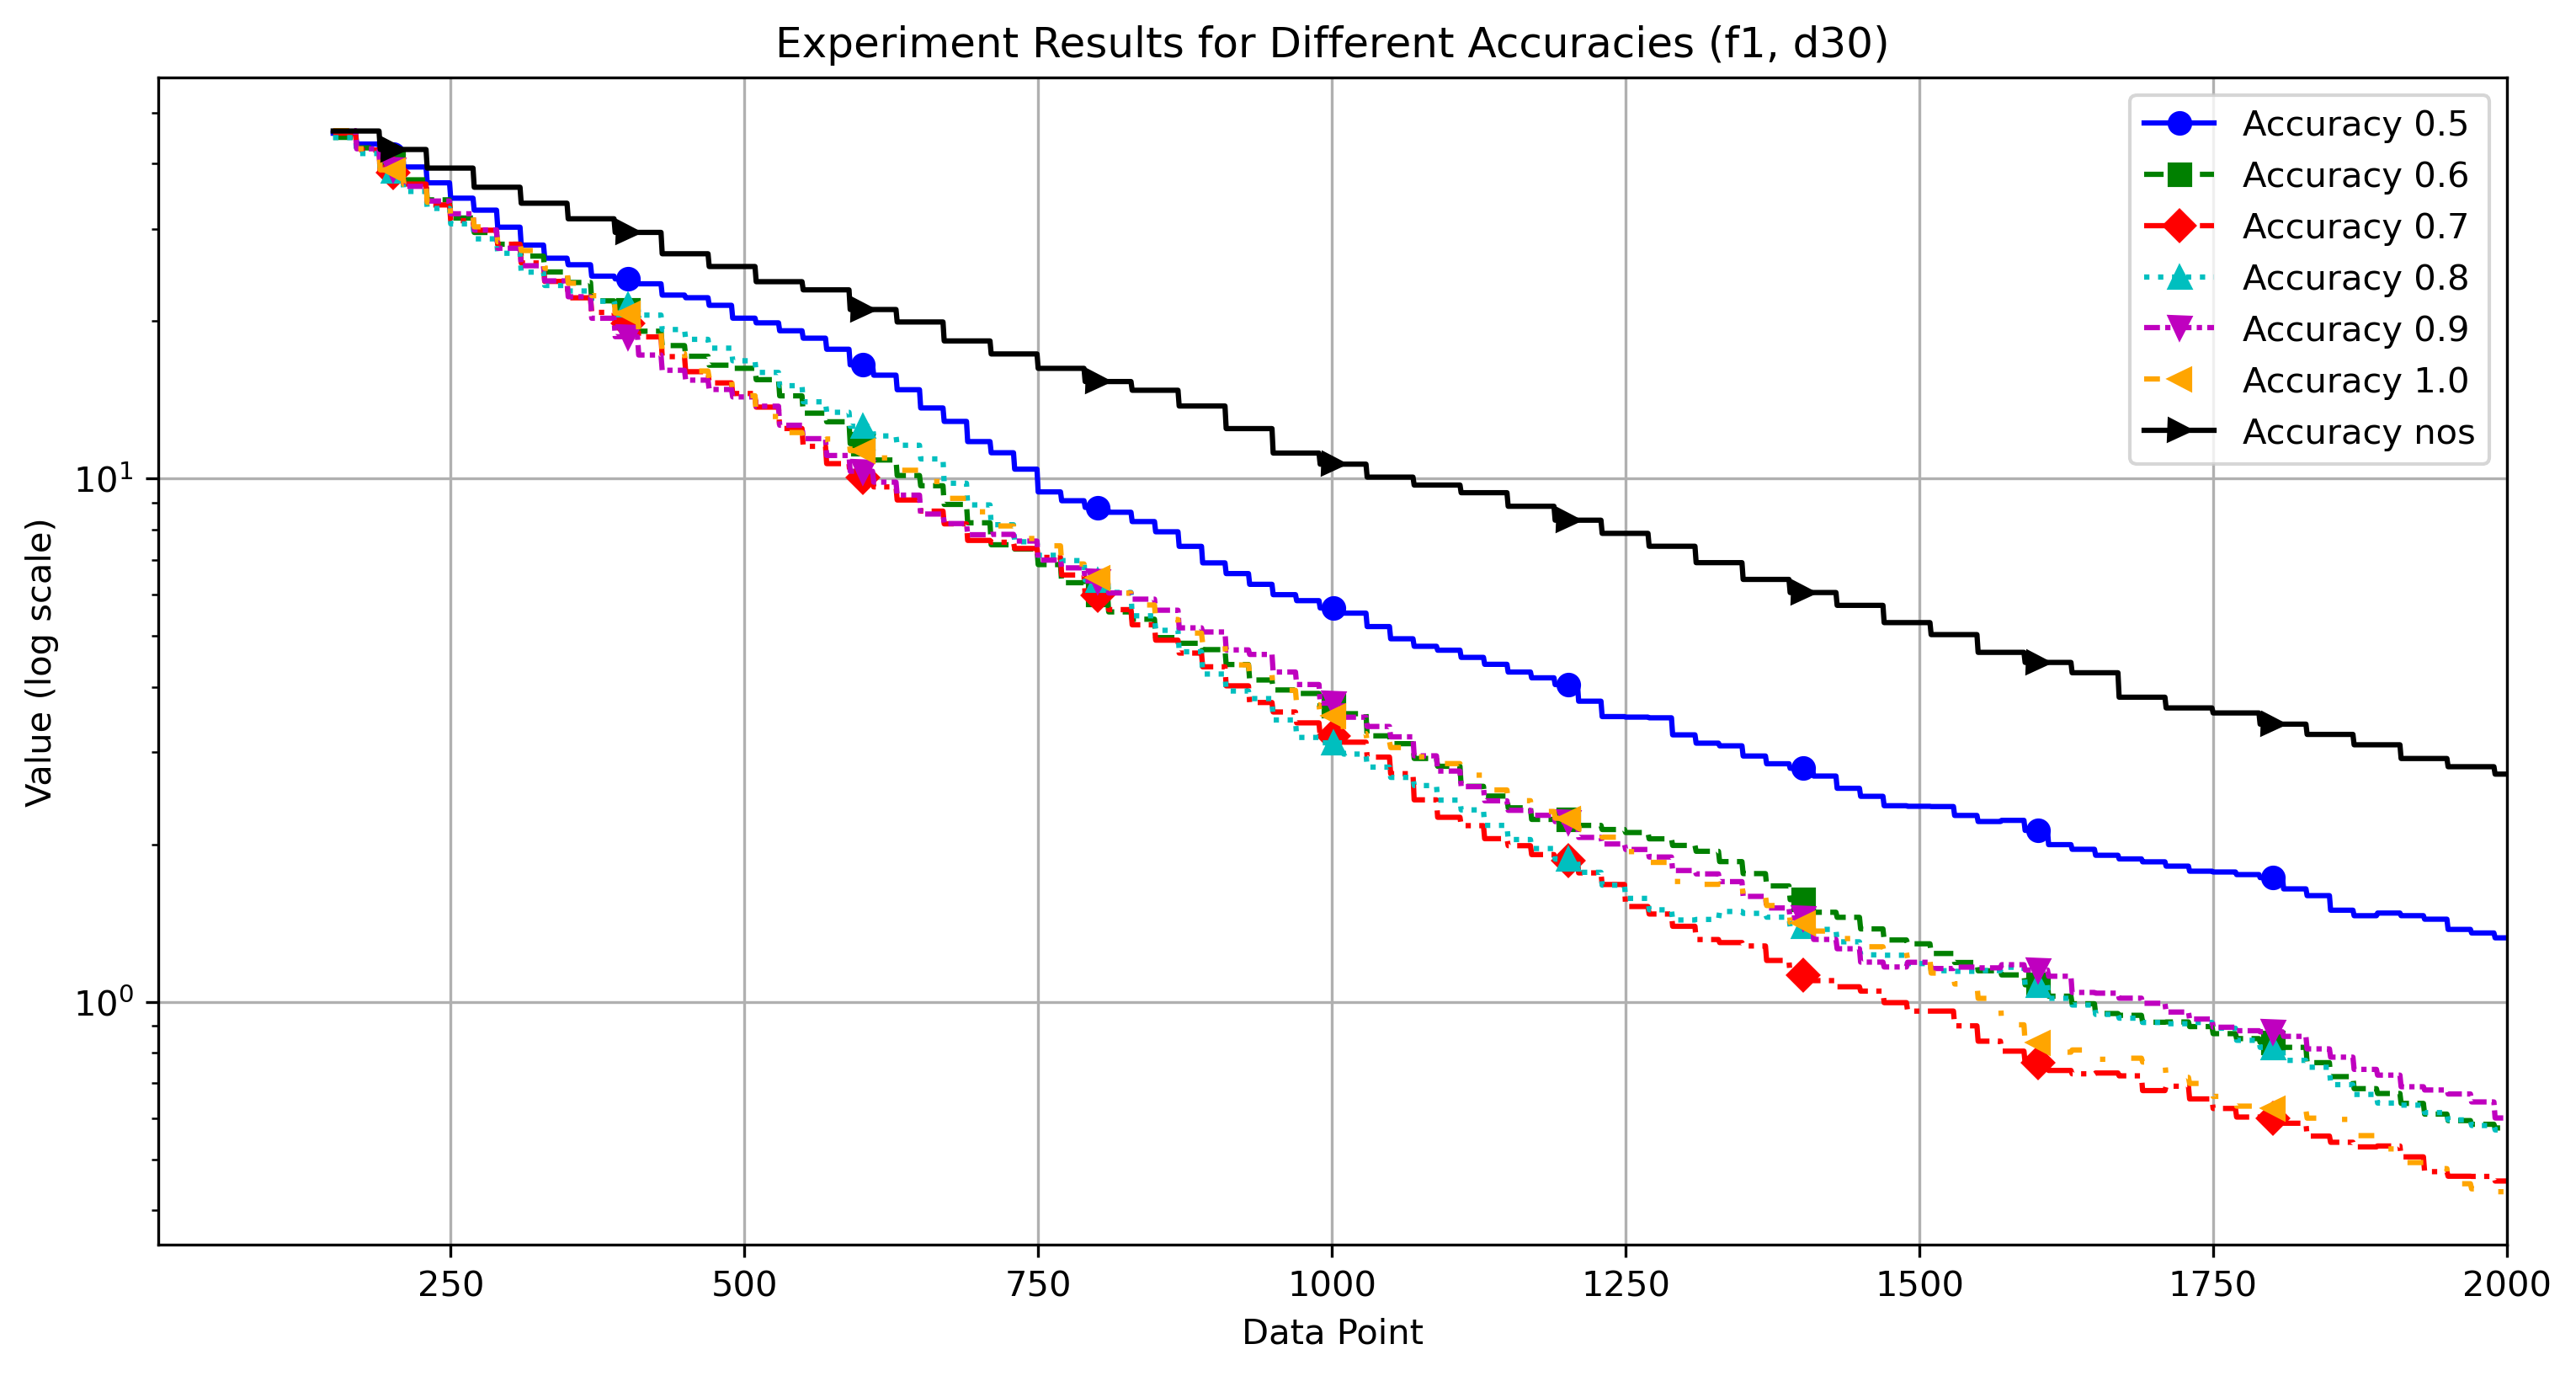 Experiment Results for Different Accuracies (f1, d30)
Value (log scale)
10¹
10⁰
Accuracy 0.5
Accuracy 0.6
Accuracy 0.7
Accuracy 0.8
Accuracy 0.9
Accuracy 1.0
Accuracy nos
250 500 750 1000 1250 1500 1750 2000
Data Point